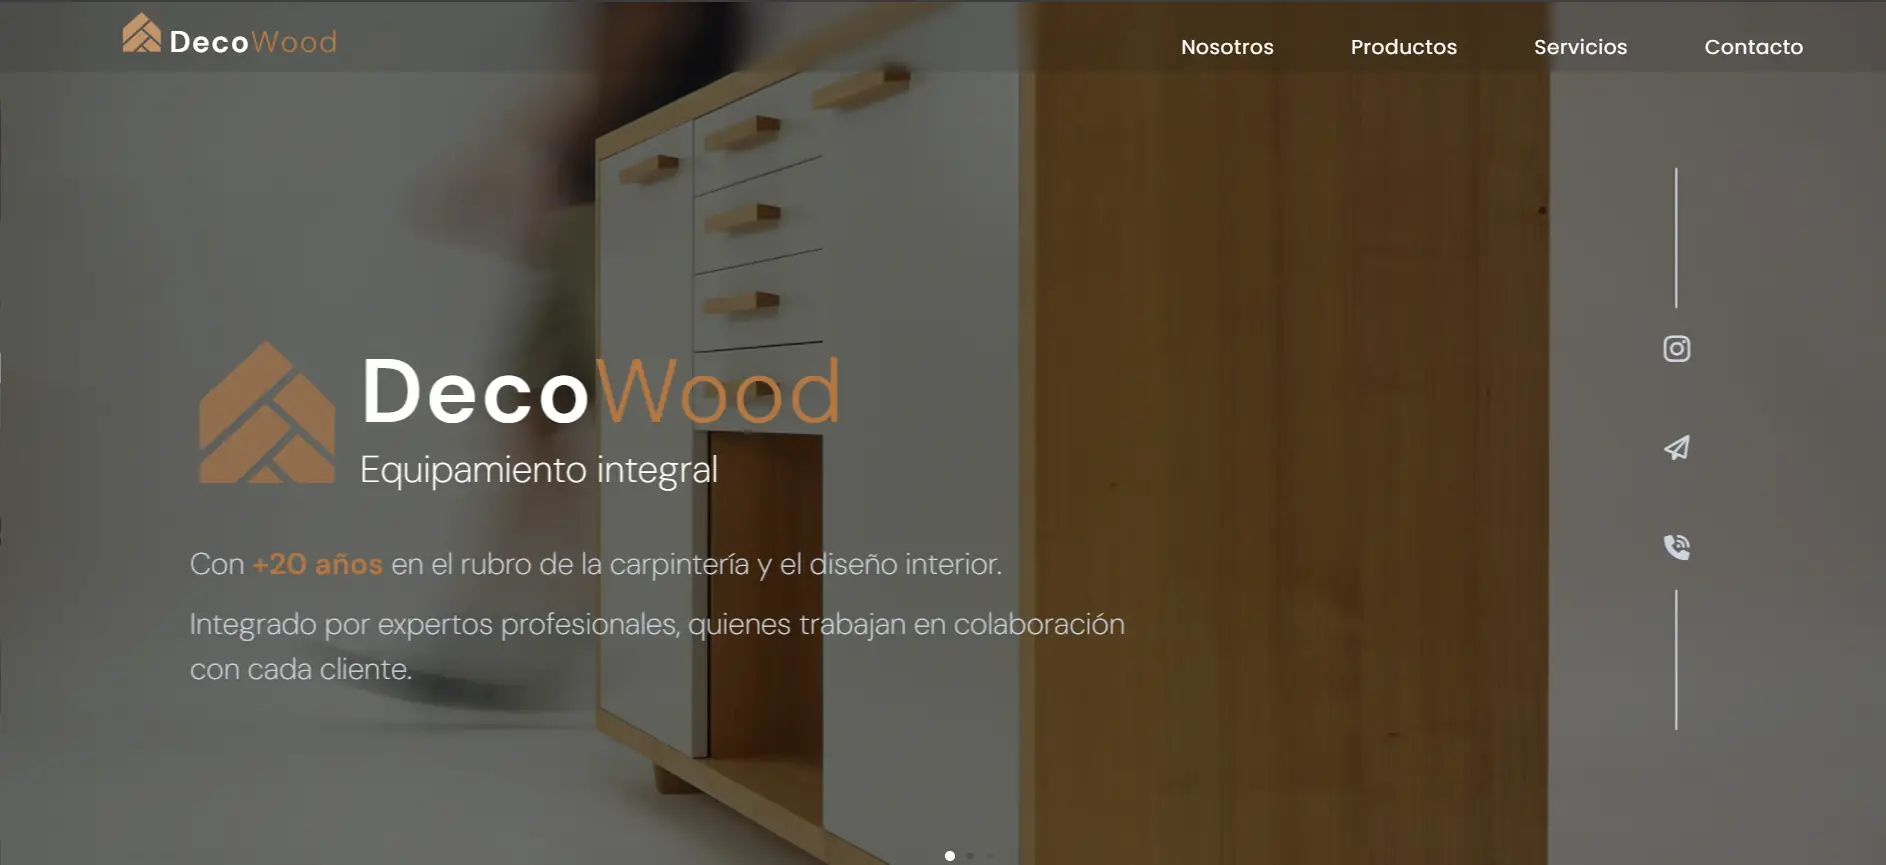 DecoWood
Nosotros
Productos
Servicios
Contacto
DecoWood
Equipamiento integral
Con +20 años en el rubro de la carpintería y el diseño interior.
Integrado por expertos profesionales, quienes trabajan en colaboración
con cada cliente.